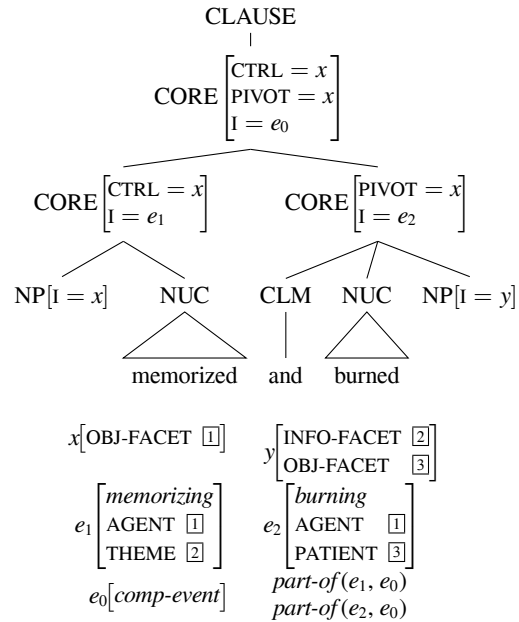 CLAUSE
CORE [CTRL = x
PIVOT = x
I = e₀]
CORE [CTRL = x
I = e₁] CORE [PIVOT = x
I = e₂]
NP[I = x] NUC CLM NUC NP[I = y]
memorized and burned
x[OBJ-FACET 1] y[INFO-FACET 2
OBJ-FACET 3]
e₁[memorizing
AGENT 1
THEME 2] e₂[burning
AGENT 1
PATIENT 3]
e₀[comp-event] part-of(e₁, e₀)
part-of(e₂, e₀)